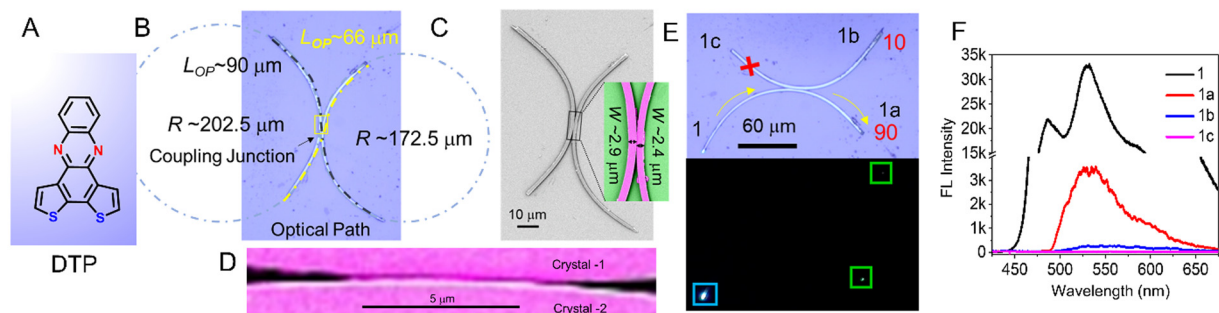 A
N
N
S
S
DTP
B
L_OP~66 μm
L_OP~90 μm
R ~202.5 μm
Coupling Junction
R ~172.5 μm
Optical Path
C
W ~2.9 μm
W ~2.4 μm
10 μm
D
Crystal -1
5 μm
Crystal -2
E
1c
1b
10
1a
1
60 μm
90
F
35k
30k
25k
20k
15k
3k
2k
1k
0
FL Intensity
1
1a
1b
1c
450
500
550
600
650
Wavelength (nm)